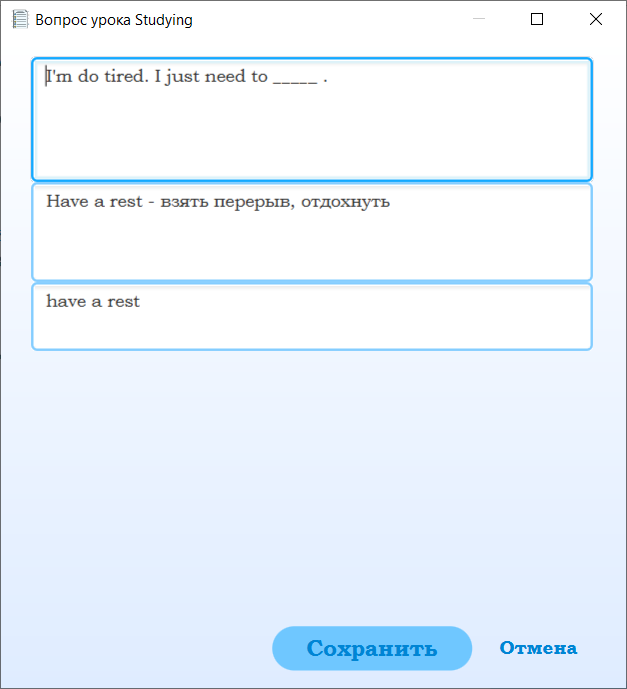 Вопрос урока Studying
I'm do tired. I just need to _____ .
Have a rest - взять перерыв, отдохнуть
have a rest
Сохранить
Отмена